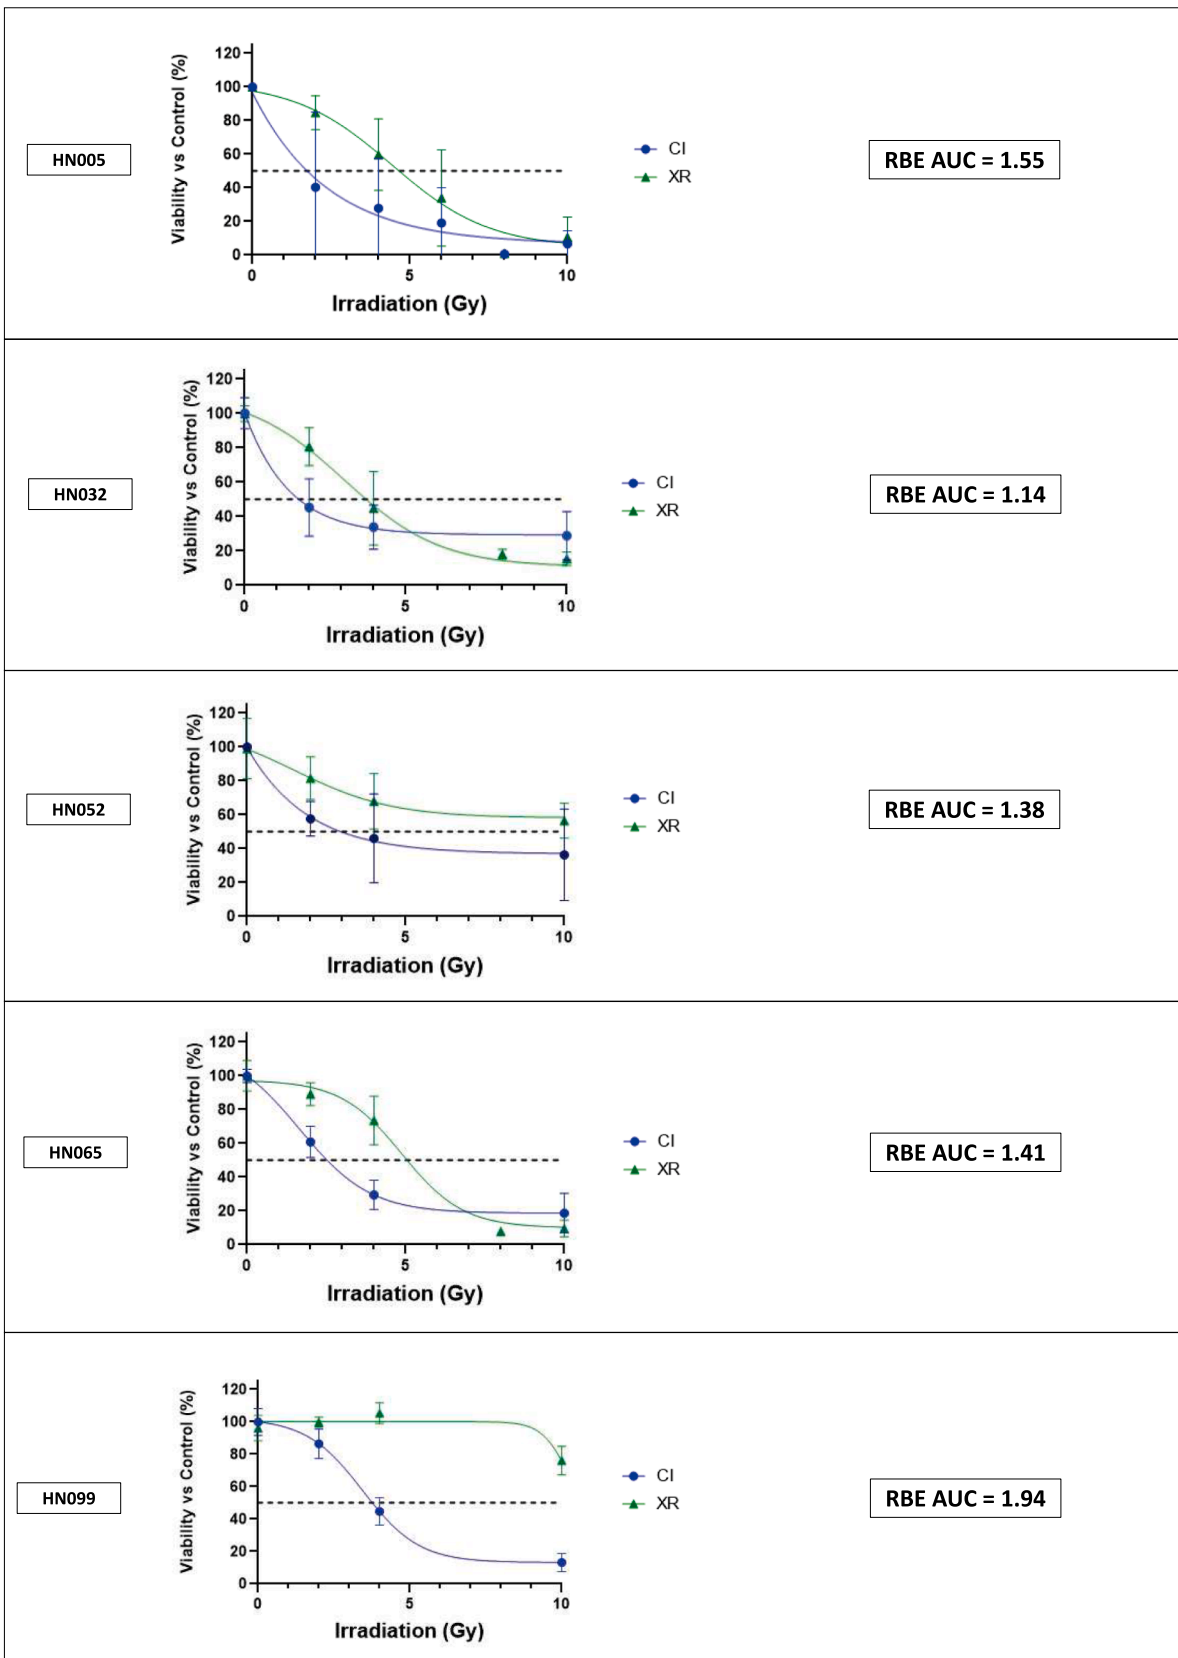 HN005
Viability vs Control (%)
120
100
80
60
40
20
0
0
5
10
Irradiation (Gy)
CI
XR
RBE AUC = 1.55
HN032
Viability vs Control (%)
120
100
80
60
40
20
0
0
5
10
Irradiation (Gy)
CI
XR
RBE AUC = 1.14
HN052
Viability vs Control (%)
120
100
80
60
40
20
0
0
5
10
Irradiation (Gy)
CI
XR
RBE AUC = 1.38
HN065
Viability vs Control (%)
120
100
80
60
40
20
0
0
5
10
Irradiation (Gy)
CI
XR
RBE AUC = 1.41
HN099
Viability vs Control (%)
120
100
80
60
40
20
0
0
5
10
Irradiation (Gy)
CI
XR
RBE AUC = 1.94